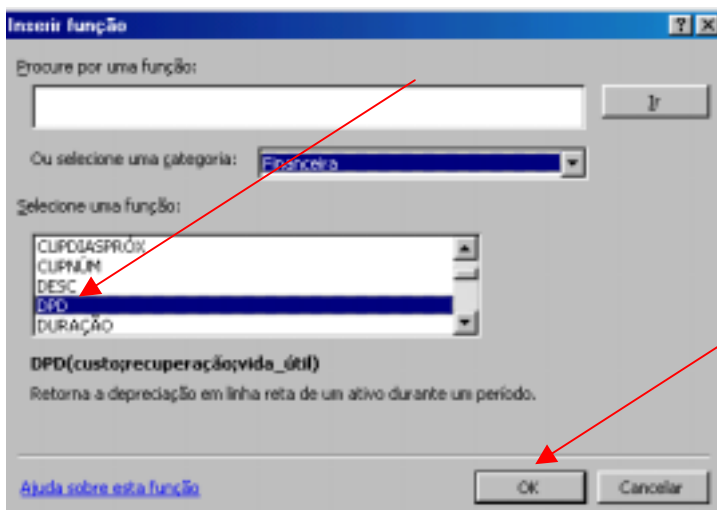 Inserir função
Procure por uma função:
Ir
Ou selecione uma categoria: Financeira
Selecione uma função:
CUPDIASPRÓX
CUPNÚM
DESC
DPD
DURAÇÃO
DPD(custo;recuperação;vida_útil)
Retorna a depreciação em linha reta de um ativo durante um período.
Ajuda sobre esta função
OK
Cancelar